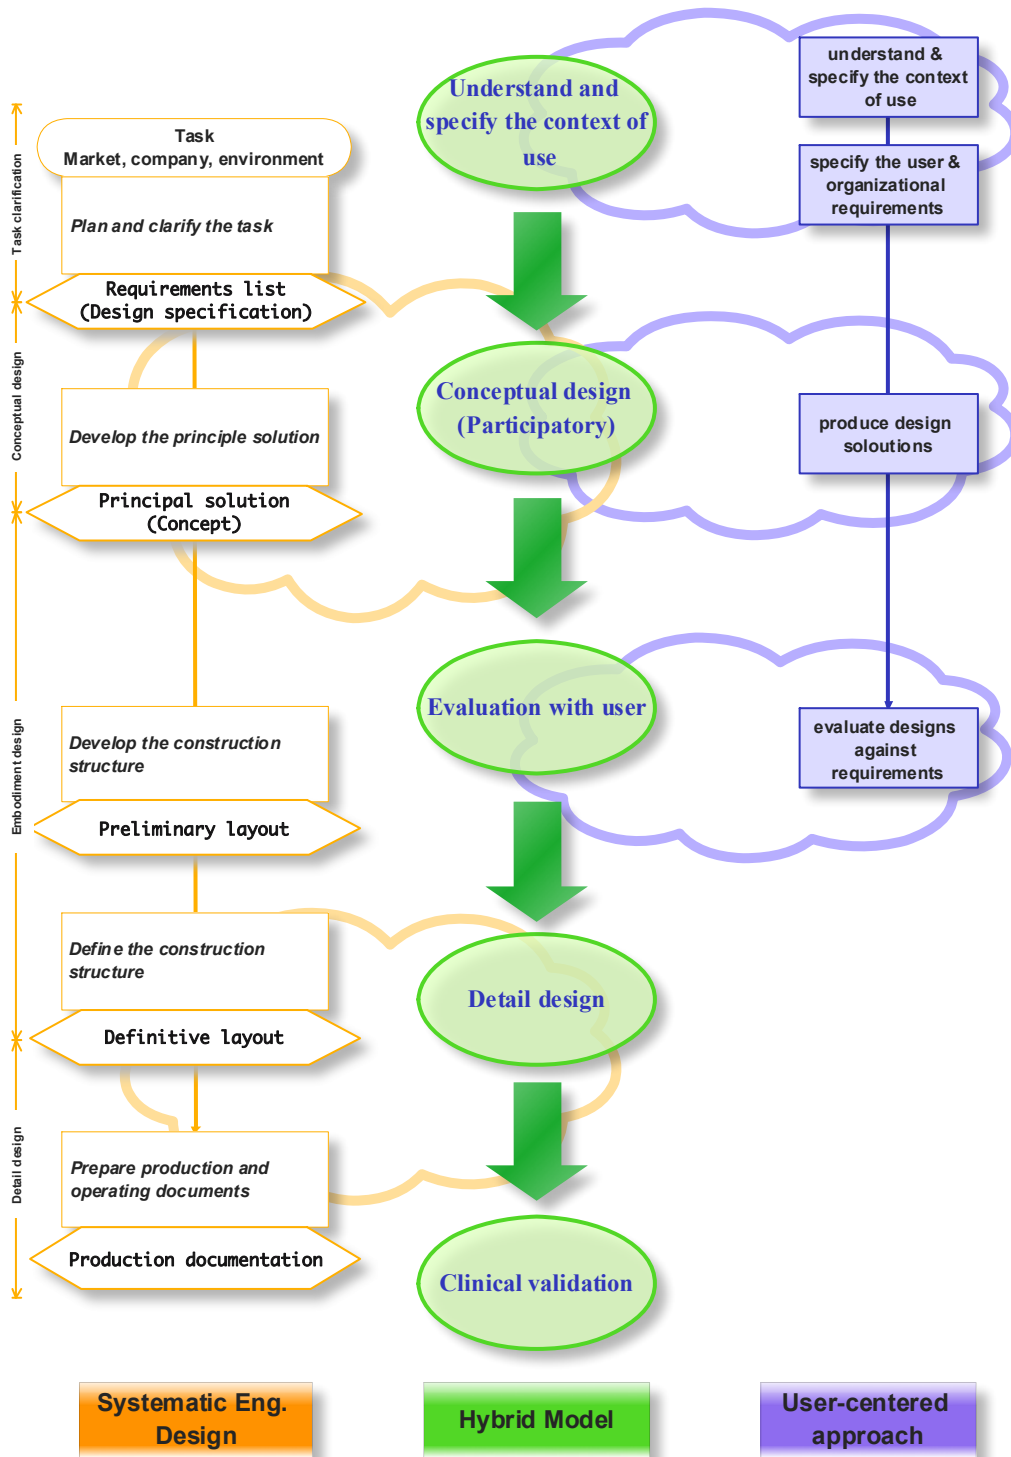 Task clarification
Conceptual design
Embodiment design
Detail design
Task
Market, company, environment
Plan and clarify the task
Requirements list
(Design specification)
Develop the principle solution
Principal solution
(Concept)
Develop the construction
structure
Preliminary layout
Define the construction
structure
Definitive layout
Prepare production and
operating documents
Production documentation
Systematic Eng.
Design
Understand and
specify the context of
use
Conceptual design
(Participatory)
Evaluation with user
Detail design
Clinical validation
Hybrid Model
understand &
specify the context
of use
specify the user &
organizational
requirements
produce design
soloutions
evaluate designs
against
requirements
User-centered
approach